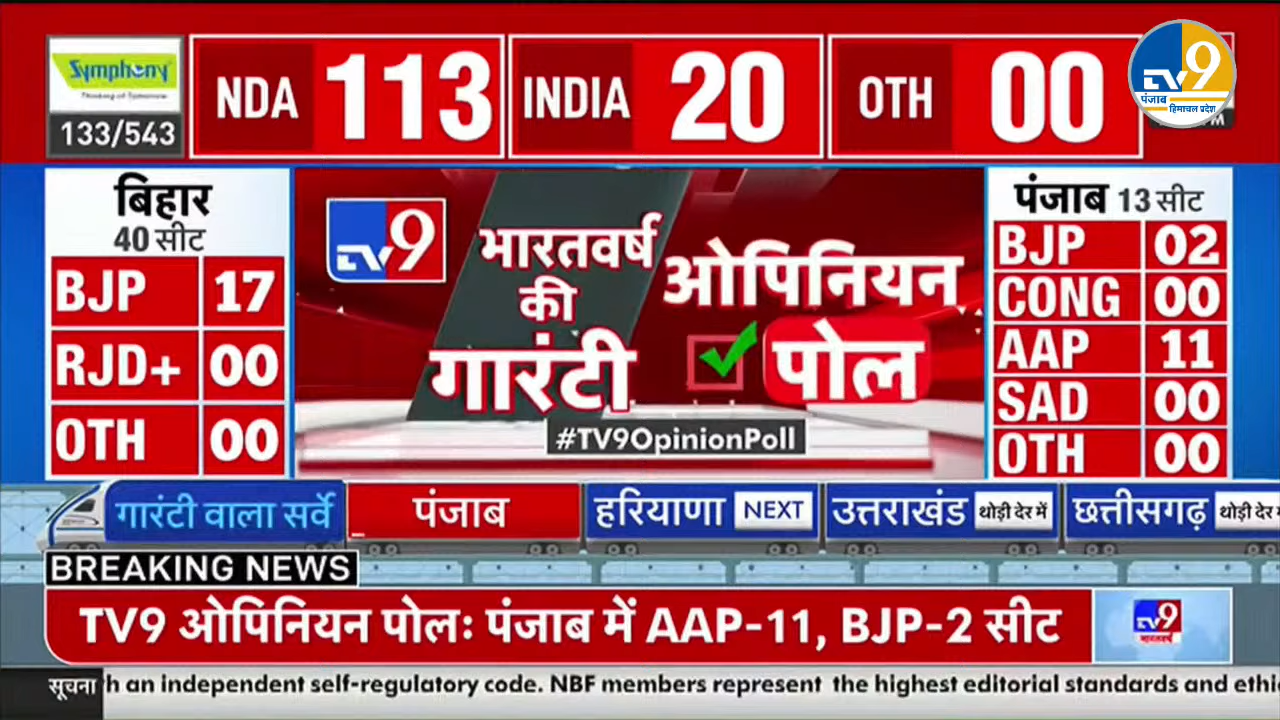 Symphony
Thinking of Tomorrow
133/543
NDA 113
INDIA 20
OTH 00
TV9
पंजाब
हिमाचल प्रदेश
बिहार
40 सीट
BJP 17
RJD+ 00
OTH 00
TV9
भारतवर्ष
की
गारंटी
ओपिनियन
पोल
#TV9OpinionPoll
पंजाब 13 सीट
BJP 02
CONG 00
AAP 11
SAD 00
OTH 00
गारंटी वाला सर्वे पंजाब हरियाणा NEXT उत्तराखंड थोड़ी देर में छत्तीसगढ़ थोड़ी देर
BREAKING NEWS
TV9 ओपिनियन पोलः पंजाब में AAP-11, BJP-2 सीट
TV9
भारतवर्ष
सूचना h an independent self-regulatory code. NBF members represent the highest editorial standards and ethi